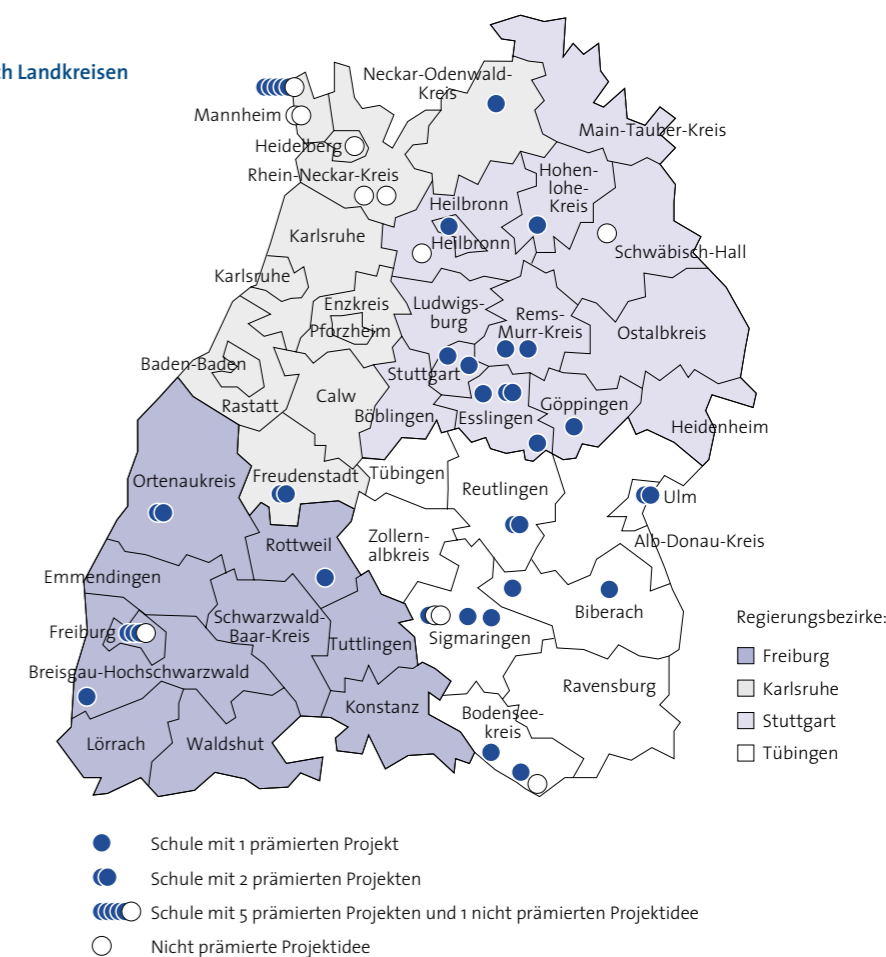 ch Landkreisen
Neckar-Odenwald-
Kreis
Mannheim
Main-Tauber-Kreis
Heidelberg
Rhein-Neckar-Kreis
Hohen-
lohe-
Kreis
Heilbronn
Karlsruhe
Heilbronn
Schwäbisch-Hall
Karlsruhe
Enzkreis
Pforzheim
Ludwigs-
burg
Rems-
Murr-Kreis
Ostalbkreis
Baden-Baden
Stuttgart
Rastatt
Calw
Böblingen
Esslingen
Göppingen
Heidenheim
Ortenaukreis
Freudenstadt
Tübingen
Reutlingen
Ulm
Rottweil
Zollern-
albkreis
Alb-Donau-Kreis
Emmendingen
Biberach
Freiburg
Schwarzwald-
Baar-Kreis
Tuttlingen
Sigmaringen
Breisgau-Hochschwarzwald
Ravensburg
Konstanz
Bodensee-
kreis
Lörrach
Waldshut
Regierungsbezirke:
Freiburg
Karlsruhe
Stuttgart
Tübingen
Schule mit 1 prämierten Projekt
Schule mit 2 prämierten Projekten
Schule mit 5 prämierten Projekten und 1 nicht prämierten Projektidee
Nicht prämierte Projektidee